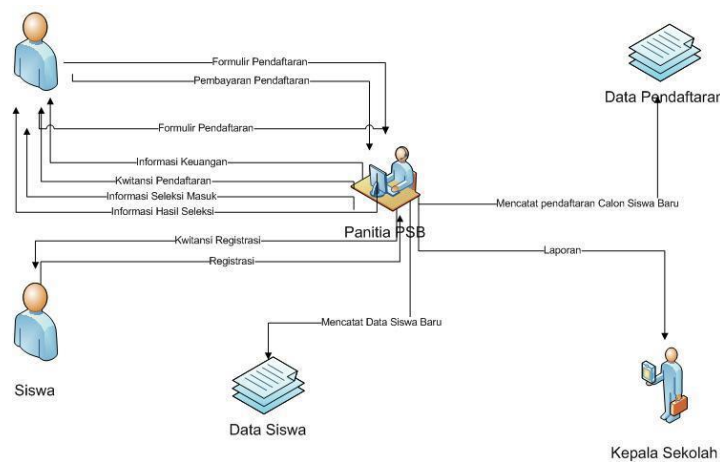 Formulir Pendaftaran
Pembayaran Pendaftaran
Data Pendaftaran
Formulir Pendaftaran
Informasi Keuangan
Kwitansi Pendaftaran
Informasi Seleksi Masuk
Informasi Hasil Seleksi
Mencatat pendaftaran Calon Siswa Baru
Panitia PSB
Kwitansi Registrasi
Laporan
Registrasi
Mencatat Data Siswa Baru
Siswa
Data Siswa
Kepala Sekolah